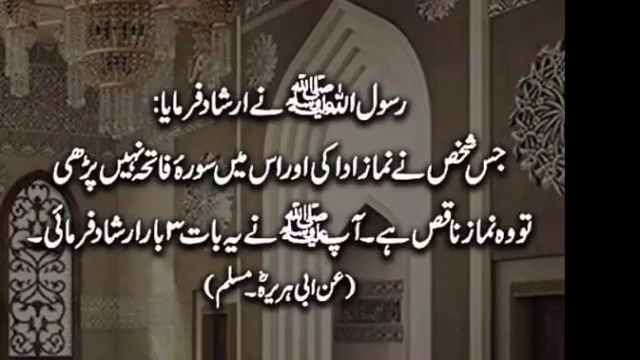 رسول اللہ ﷺ نے ارشاد فرمایا:
جس شخص نے نماز ادا کی اور اس میں سورۂ فاتحہ نہیں پڑھی
تو وہ نماز ناقص ہے۔ آپ ﷺ نے یہ بات ۳ بار ارشاد فرمائی۔
(عن ابی ہریرہؓ۔ مسلم)